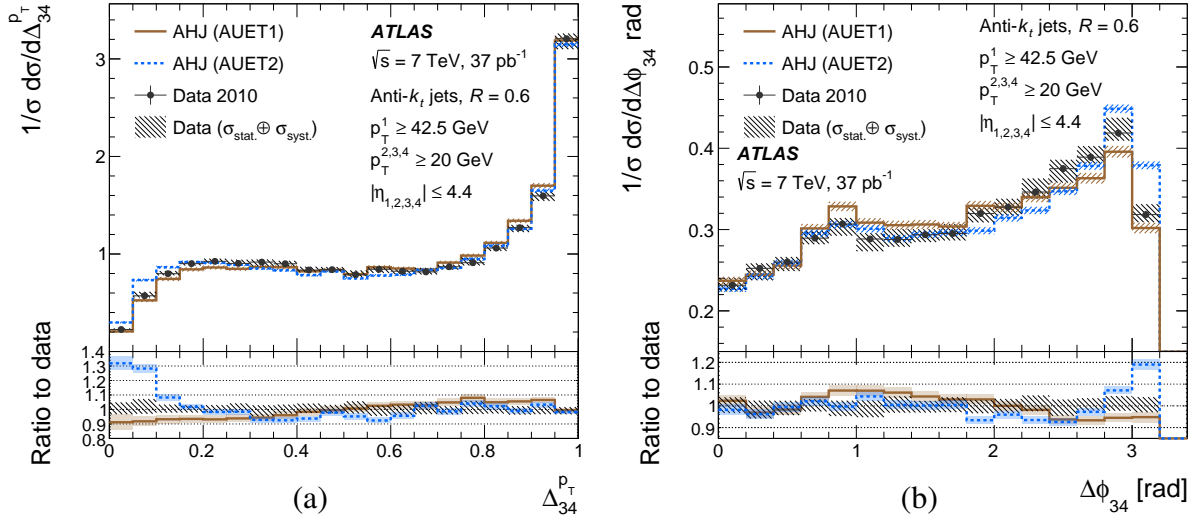 1/σ dσ/dΔ₃₄^pT
AHJ (AUET1)
AHJ (AUET2)
Data 2010
Data (σstat.⊕ σsyst.)
ATLAS
√s = 7 TeV, 37 pb⁻¹
Anti-kt jets, R = 0.6
pT¹ ≥ 42.5 GeV
pT²,³,⁴ ≥ 20 GeV
|η1,2,3,4| ≤ 4.4
3
2
1
Ratio to data
1.4
1.3
1.2
1.1
1
0.9
0.8
0 0.2 0.4 0.6 0.8 1
(a)
Δ₃₄^pT
1/σ dσ/dΔϕ₃₄ rad
AHJ (AUET1)
AHJ (AUET2)
Data 2010
Data (σstat.⊕ σsyst.)
ATLAS
√s = 7 TeV, 37 pb⁻¹
Anti-kt jets, R = 0.6
pT¹ ≥ 42.5 GeV
pT²,³,⁴ ≥ 20 GeV
|η1,2,3,4| ≤ 4.4
0.5
0.4
0.3
0.2
Ratio to data
1.2
1.1
1.0
0.9
0 1 2 3
(b)
Δϕ₃₄ [rad]